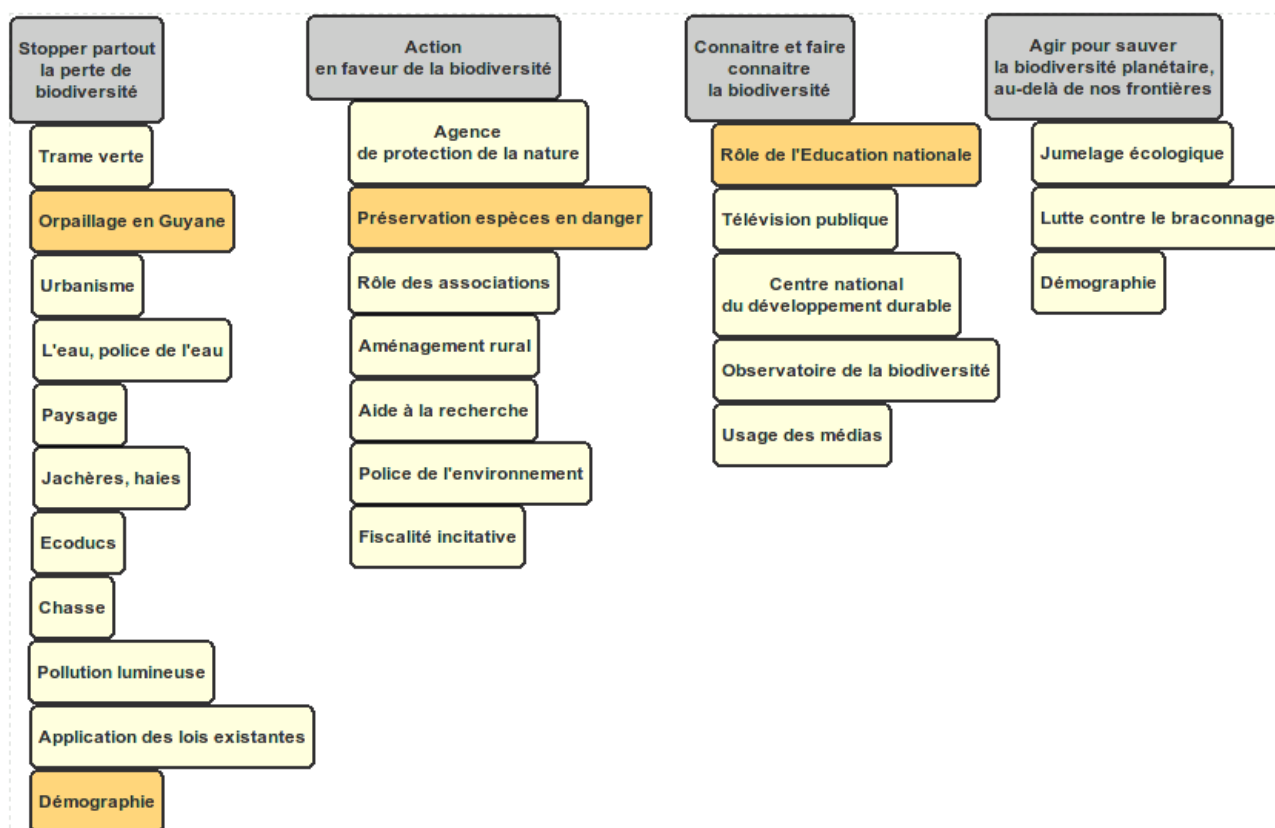 Stopper partout
la perte de
biodiversité
Trame verte
Orpaillage en Guyane
Urbanisme
L'eau, police de l'eau
Paysage
Jachères, haies
Ecoducs
Chasse
Pollution lumineuse
Application des lois existantes
Démographie
Action
en faveur de la biodiversité
Agence
de protection de la nature
Préservation espèces en danger
Rôle des associations
Aménagement rural
Aide à la recherche
Police de l'environnement
Fiscalité incitative
Connaitre et faire
connaitre
la biodiversité
Rôle de l'Education nationale
Télévision publique
Centre national
du développement durable
Observatoire de la biodiversité
Usage des médias
Agir pour sauver
la biodiversité planétaire,
au-delà de nos frontières
Jumelage écologique
Lutte contre le braconnage
Démographie